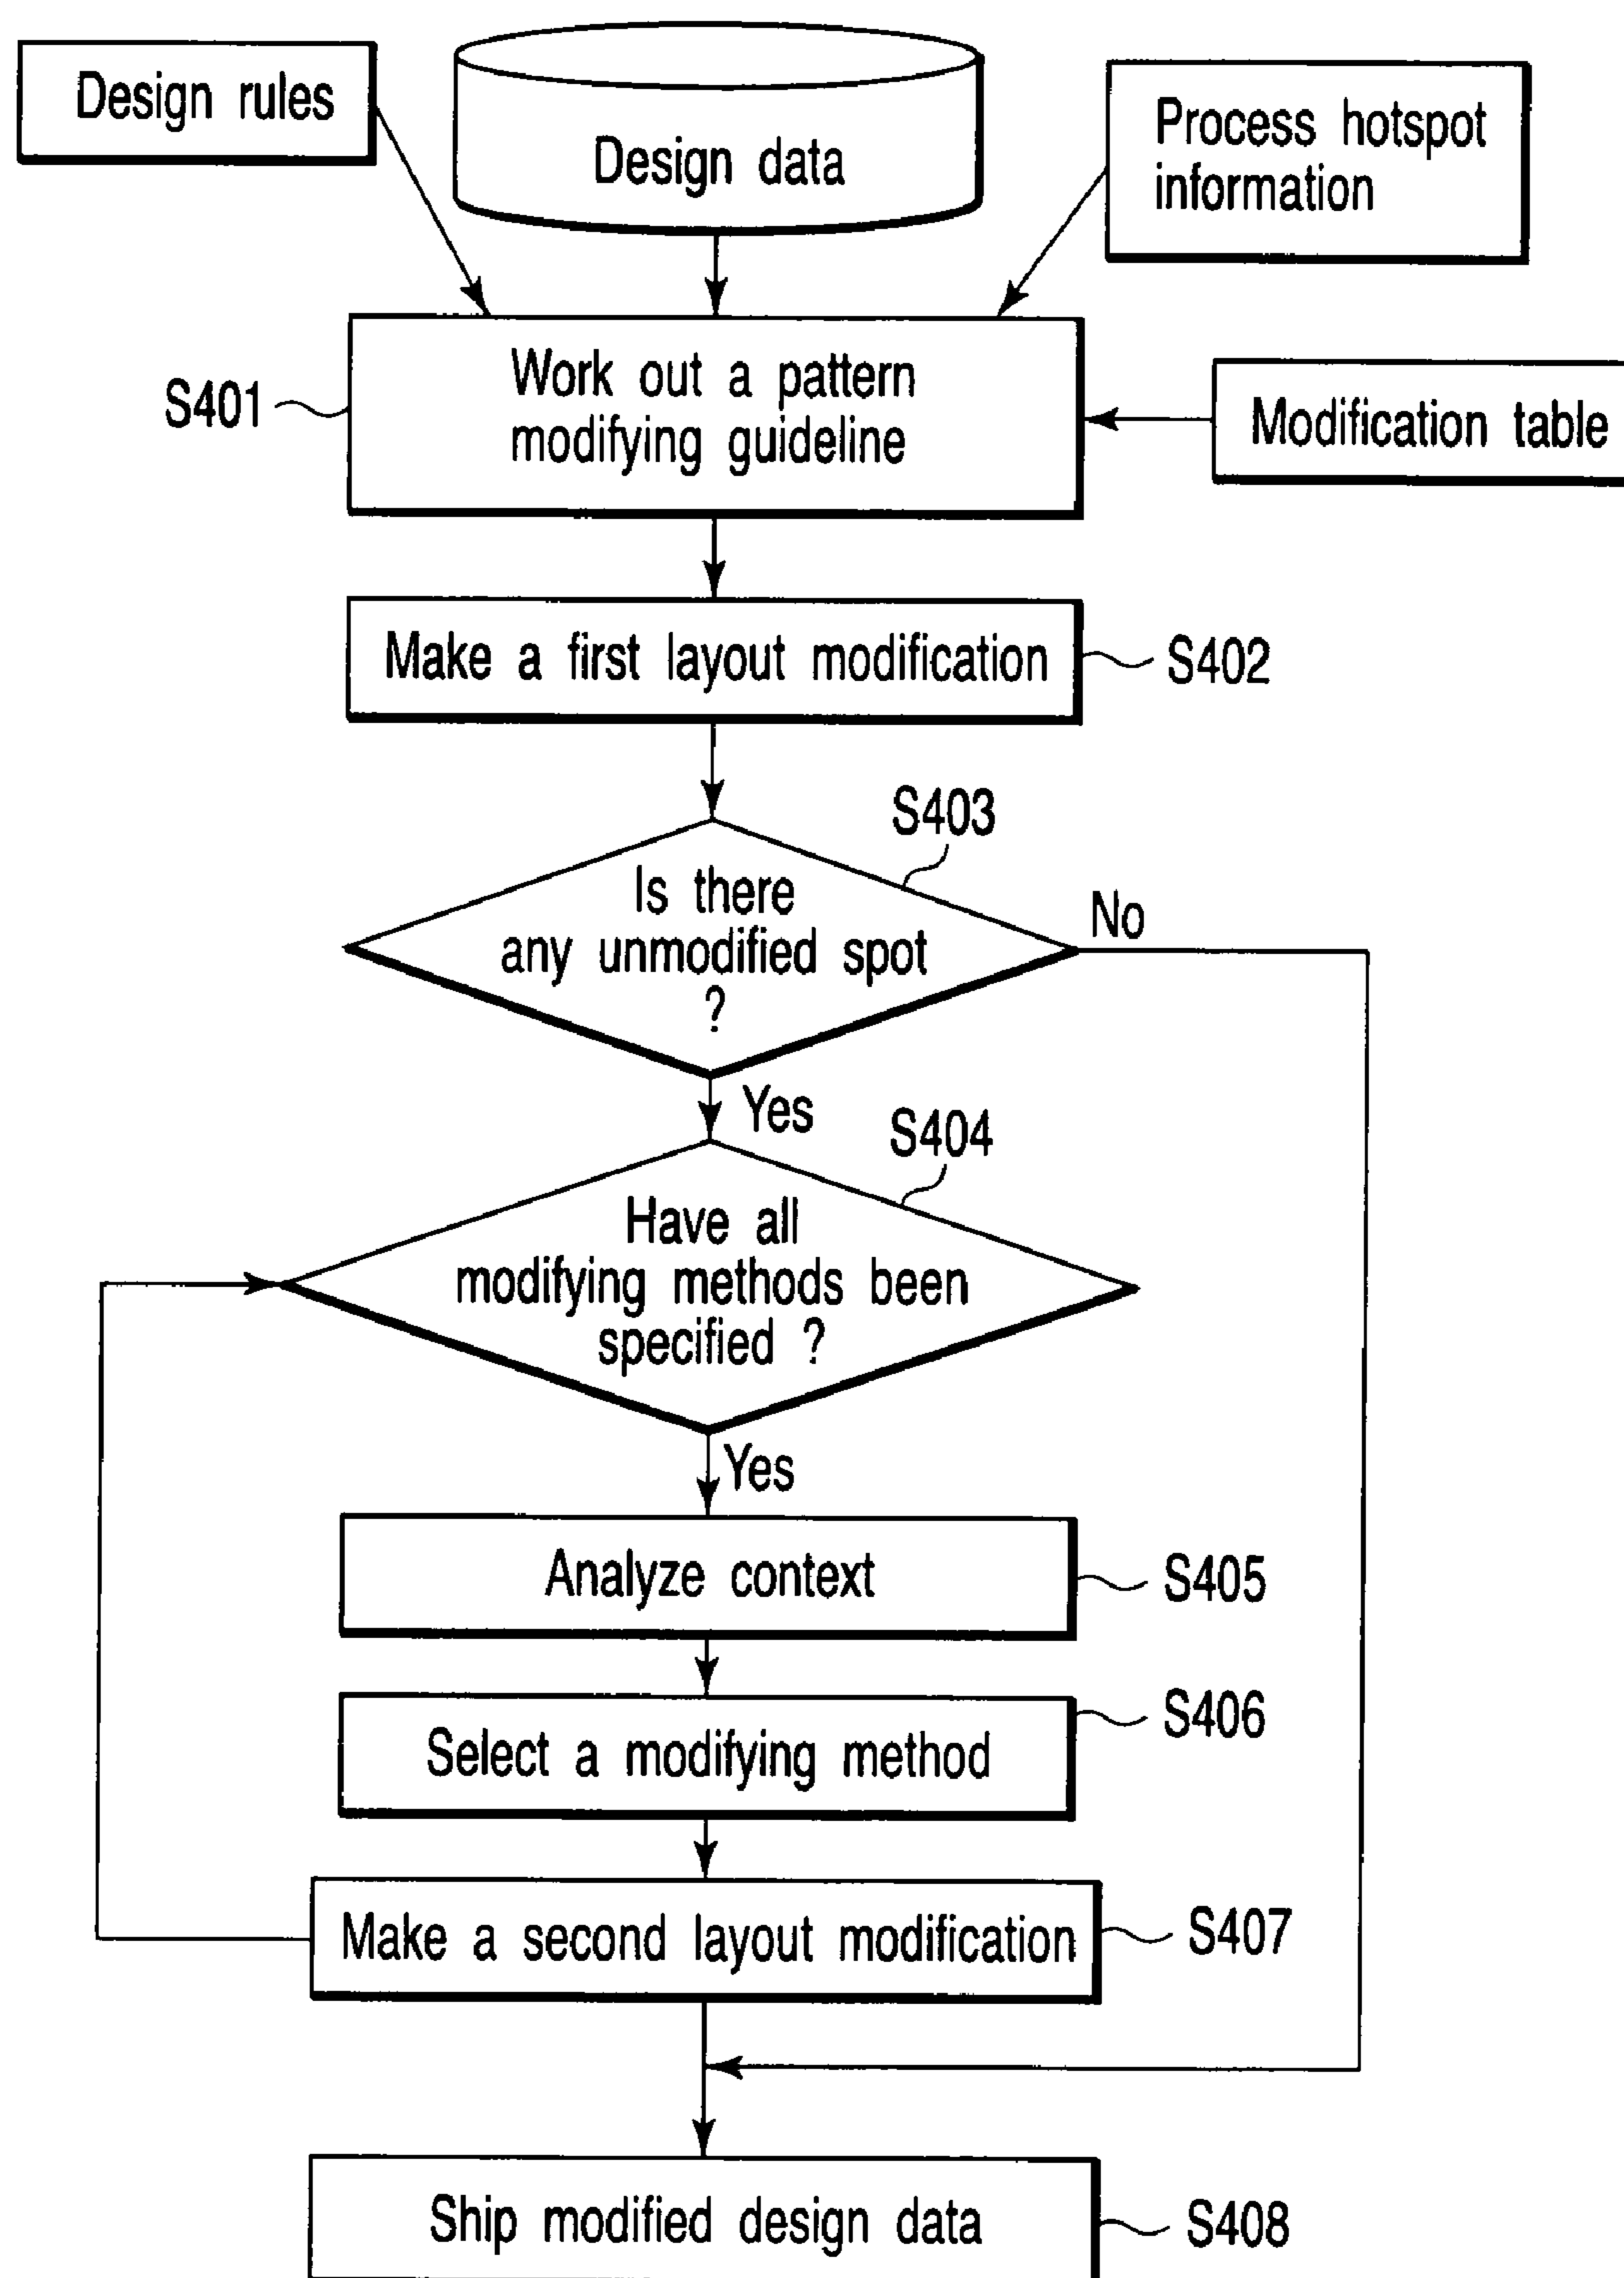 Design rules
Design data
Process hotspot
information
S401
Work out a pattern
modifying guideline
Modification table
Make a first layout modification
S402
S403
Is there
any unmodified spot
?
No
Yes
S404
Have all
modifying methods been
specified ?
Yes
Analyze context
S405
Select a modifying method
S406
Make a second layout modification
S407
Ship modified design data
S408